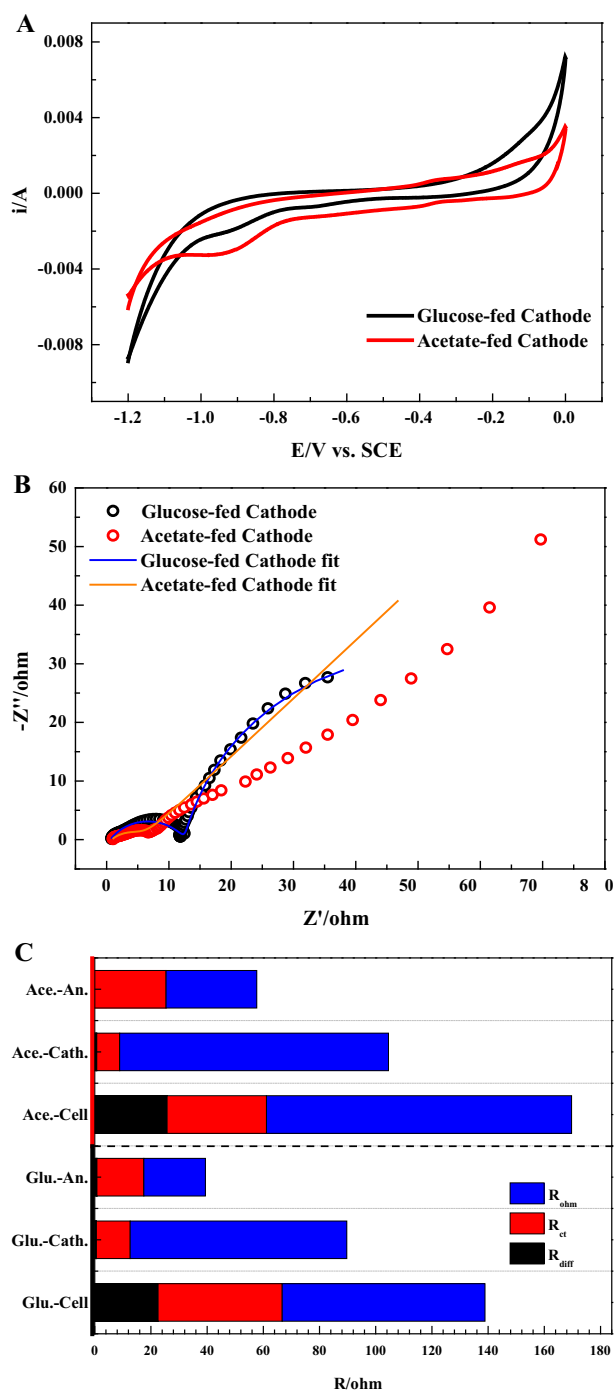 A
0.008
0.004
0.000
-0.004
-0.008
i/A
Glucose-fed Cathode
Acetate-fed Cathode
-1.2 -1.0 -0.8 -0.6 -0.4 -0.2 0.0
E/V vs. SCE
B
60
50
40
30
20
10
0
-Z''/ohm
Glucose-fed Cathode
Acetate-fed Cathode
Glucose-fed Cathode fit
Acetate-fed Cathode fit
0 10 20 30 40 50 60 70 8 0
Z'/ohm
C
Ace.-An.
Ace.-Cath.
Ace.-Cell
Glu.-An.
Glu.-Cath.
Glu.-Cell
Rohm
Rct
Rdiff
0 20 40 60 80 100 120 140 160 180
R/ohm